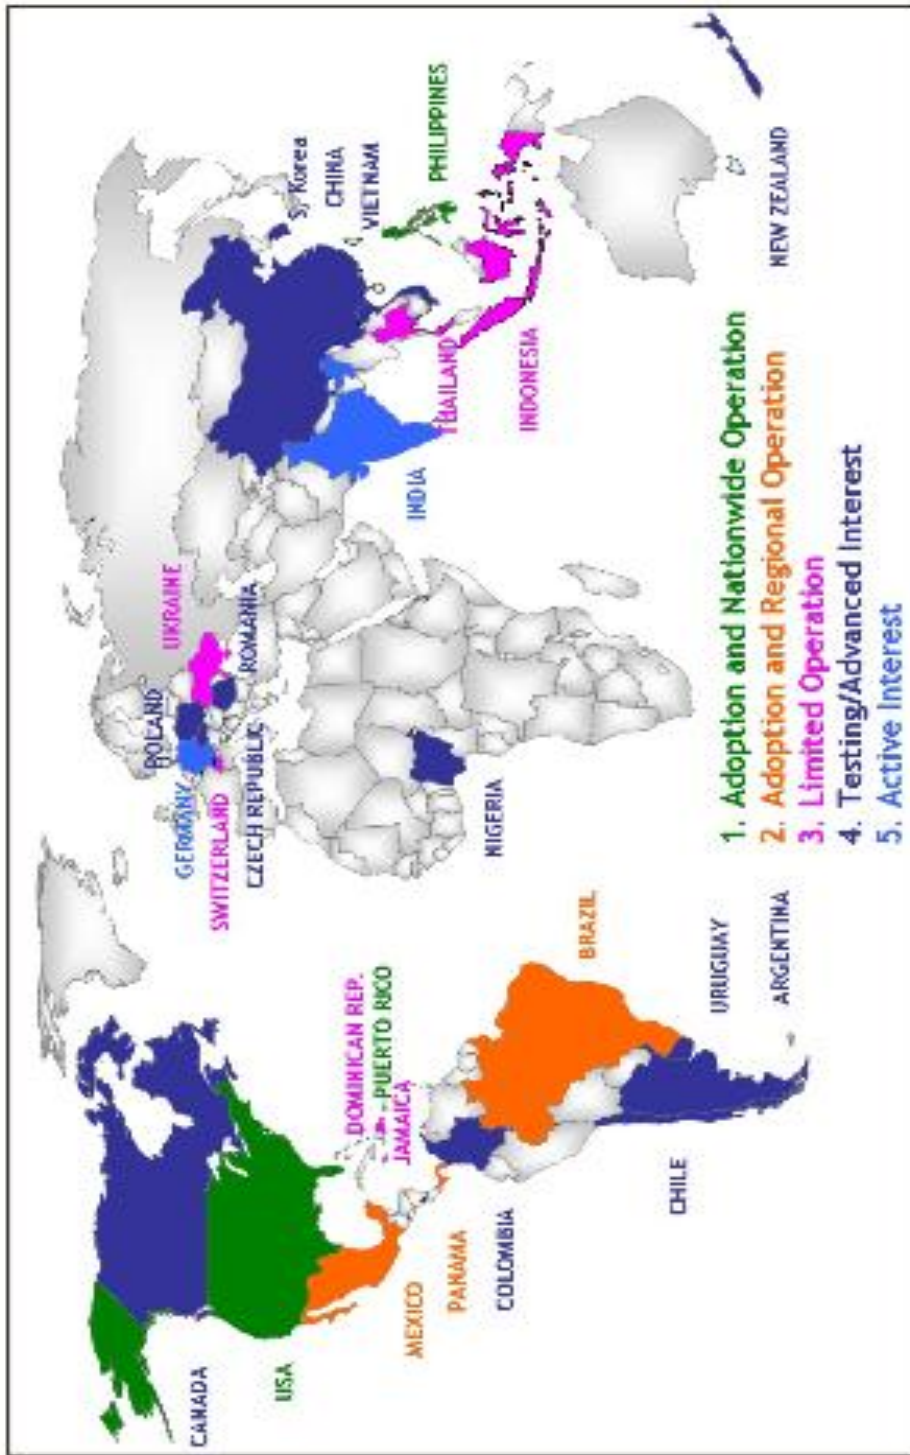 CANADA
USA
MEXICO
PANAMA
COLOMBIA
CHILE
DOMINICAN REP.
PUERTO RICO
JAMAICA
BRAZIL
URUGUAY
ARGENTINA
GERMANY
SWITZERLAND
CZECH REPUBLIC
POLAND
UKRAINE
ROMANIA
NIGERIA
INDIA
THAILAND
INDONESIA
S. Korea
CHINA
VIETNAM
PHILIPPINES
NEW ZEALAND
1. Adoption and Nationwide Operation
2. Adoption and Regional Operation
3. Limited Operation
4. Testing/Advanced Interest
5. Active Interest